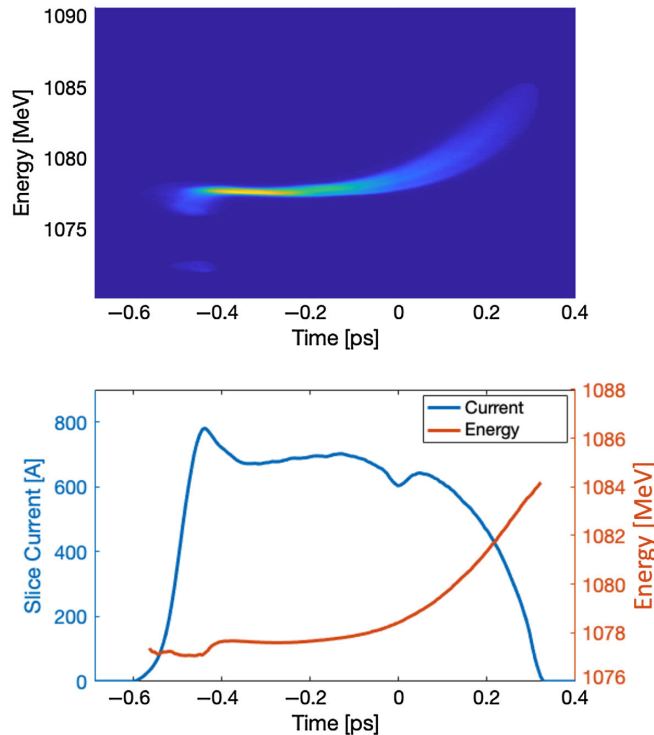 1090
1085
1080
1075
Energy [MeV]
−0.6 −0.4 −0.2 0 0.2 0.4
Time [ps]
800
600
400
200
0
Slice Current [A]
Current
Energy
1088
1086
1084
1082
1080
1078
1076
Energy [MeV]
−0.6 −0.4 −0.2 0 0.2 0.4
Time [ps]